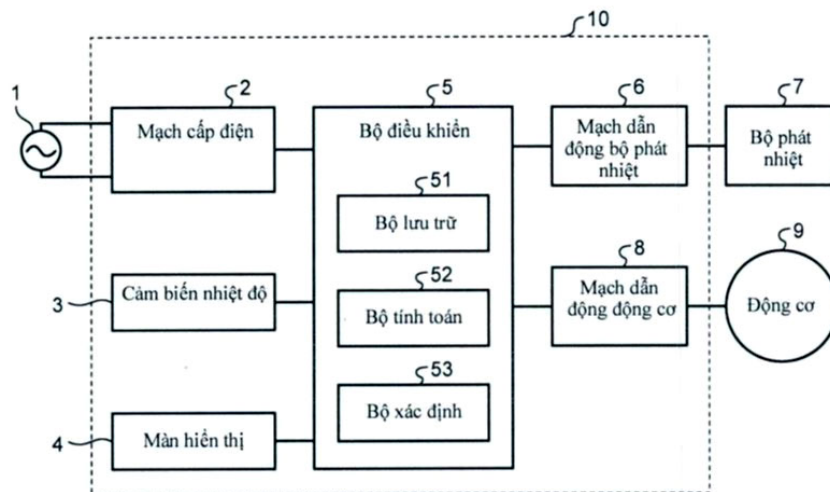 10
1
2
5
6
7
Mạch cấp điện
Bộ điều khiển
Mạch dẫn
động bộ phát
nhiệt
Bộ phát
nhiệt
51
Bộ lưu trữ
3
Cảm biến nhiệt độ
52
Bộ tính toán
8
Mạch dẫn
động động cơ
9
Động cơ
53
Bộ xác định
4
Màn hiển thị